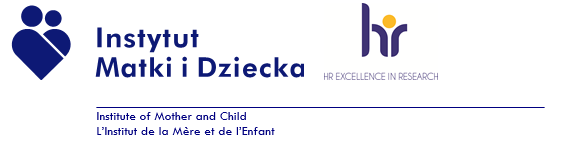 Instytut
Matki i Dziecka
hr
HR EXCELLENCE IN RESEARCH
Institute of Mother and Child
L'Institut de la Mère et de l'Enfant